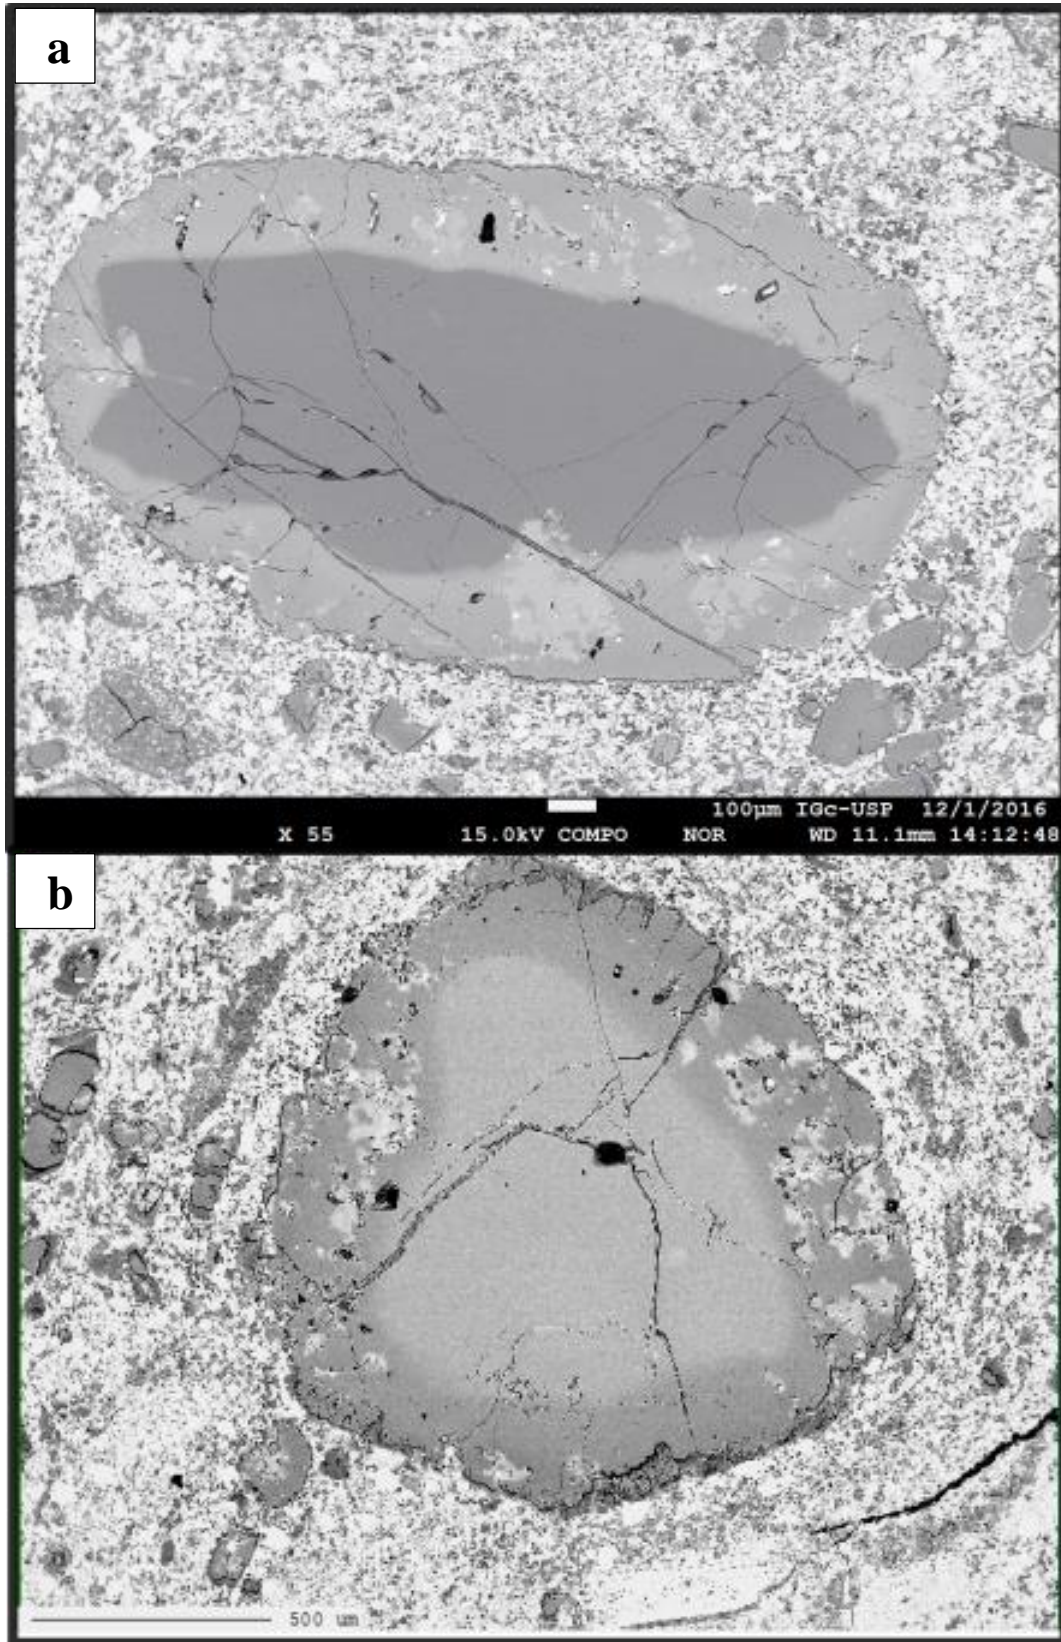 a
100µm IGc-USP 12/1/2016
X 55 15.0kV COMPO NOR WD 11.1mm 14:12:48
b
500 um